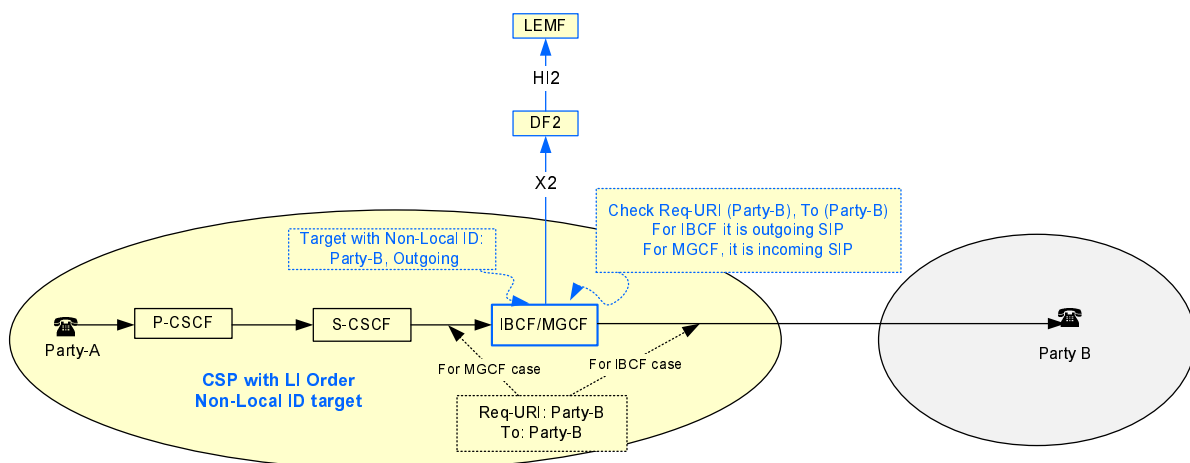 LEMF
HI2
DF2
X2
Check Req-URI (Party-B), To (Party-B)
For IBCF it is outgoing SIP
For MGCF, it is incoming SIP
Target with Non-Local ID:
Party-B, Outgoing
P-CSCF
S-CSCF
IBCF/MGCF
Party-A
Party B
For MGCF case
For IBCF case
CSP with LI Order
Non-Local ID target
Req-URI: Party-B
To: Party-B